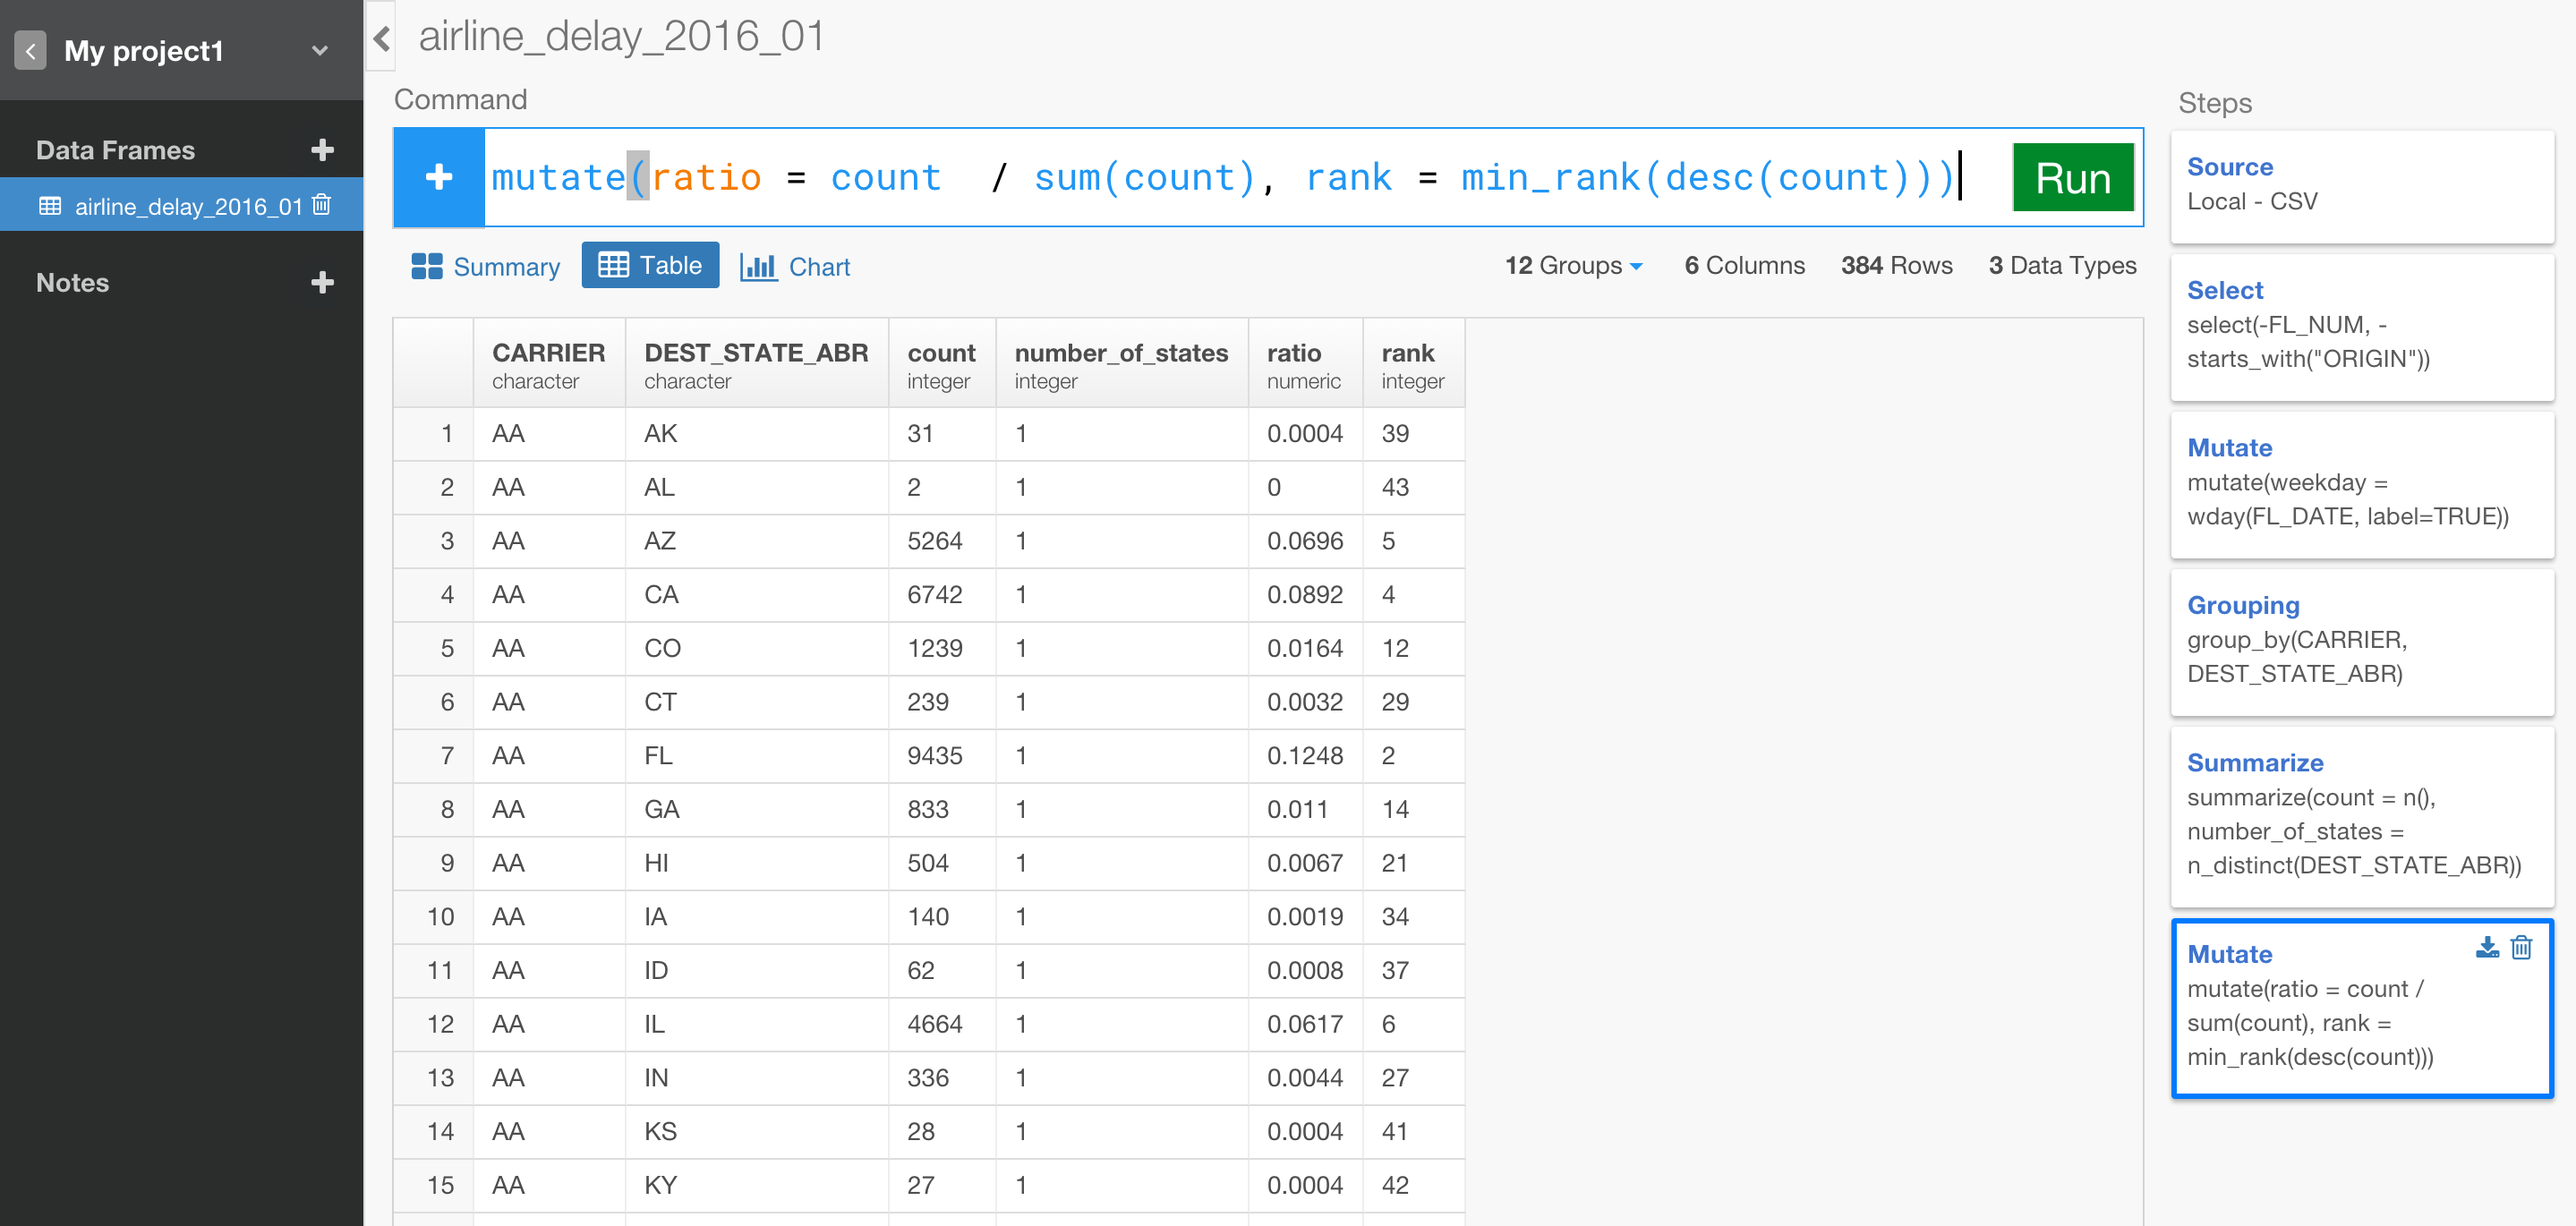 My project1
Data Frames
airline_delay_2016_01
Notes
airline_delay_2016_01
Command
mutate(ratio = count  / sum(count), rank = min_rank(desc(count)))
Run
Summary Table Chart
12 Groups 6 Columns 384 Rows 3 Data Types
CARRIER DEST_STATE_ABR count number_of_states ratio rank
character character integer integer numeric integer
1 AA AK 31 1 0.0004 39
2 AA AL 2 1 0 43
3 AA AZ 5264 1 0.0696 5
4 AA CA 6742 1 0.0892 4
5 AA CO 1239 1 0.0164 12
6 AA CT 239 1 0.0032 29
7 AA FL 9435 1 0.1248 2
8 AA GA 833 1 0.011 14
9 AA HI 504 1 0.0067 21
10 AA IA 140 1 0.0019 34
11 AA ID 62 1 0.0008 37
12 AA IL 4664 1 0.0617 6
13 AA IN 336 1 0.0044 27
14 AA KS 28 1 0.0004 41
15 AA KY 27 1 0.0004 42
Steps
Source
Local - CSV
Select
select(-FL_NUM, -
starts_with("ORIGIN"))
Mutate
mutate(weekday =
wday(FL_DATE, label=TRUE))
Grouping
group_by(CARRIER,
DEST_STATE_ABR)
Summarize
summarize(count = n(),
number_of_states =
n_distinct(DEST_STATE_ABR))
Mutate
mutate(ratio = count /
sum(count), rank =
min_rank(desc(count)))